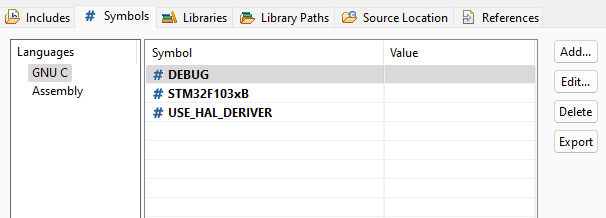 Includes # Symbols Libraries Library Paths Source Location References
Languages Symbol Value Add...
GNU C # DEBUG Edit...
Assembly # STM32F103xB Delete
# USE_HAL_DERIVER Export